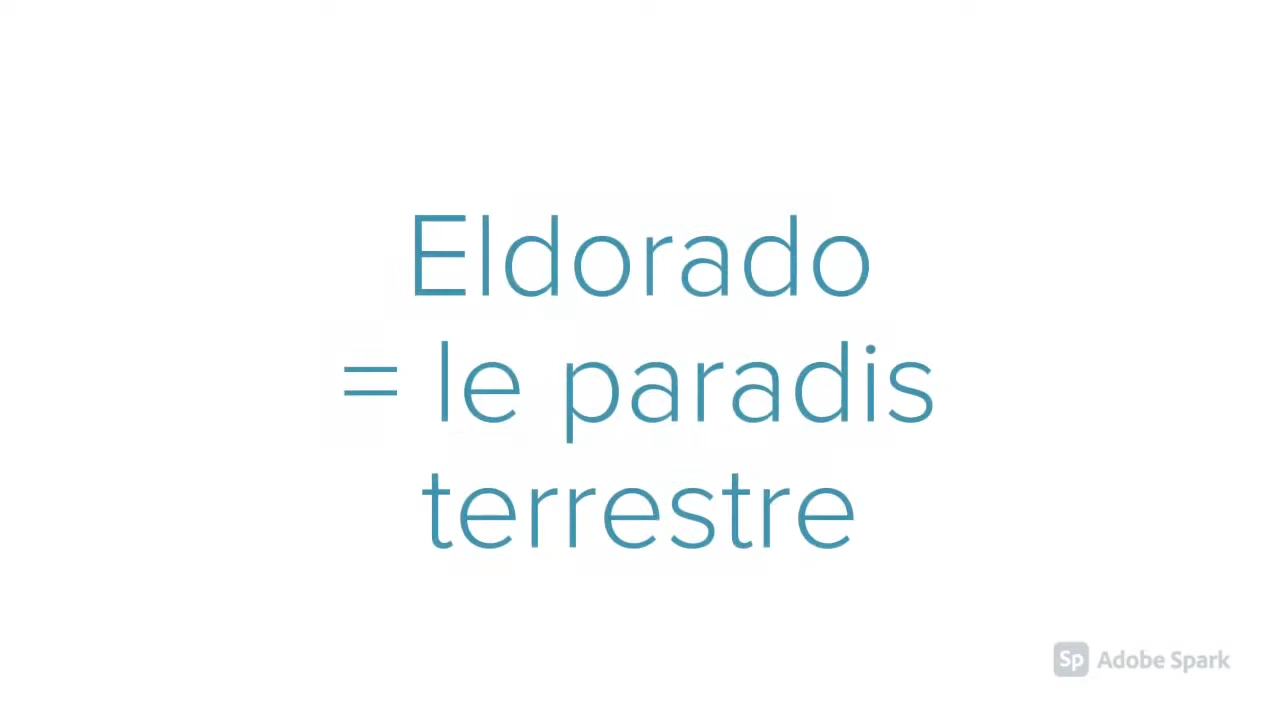 Eldorado
= le paradis
terrestre
Sp Adobe Spark